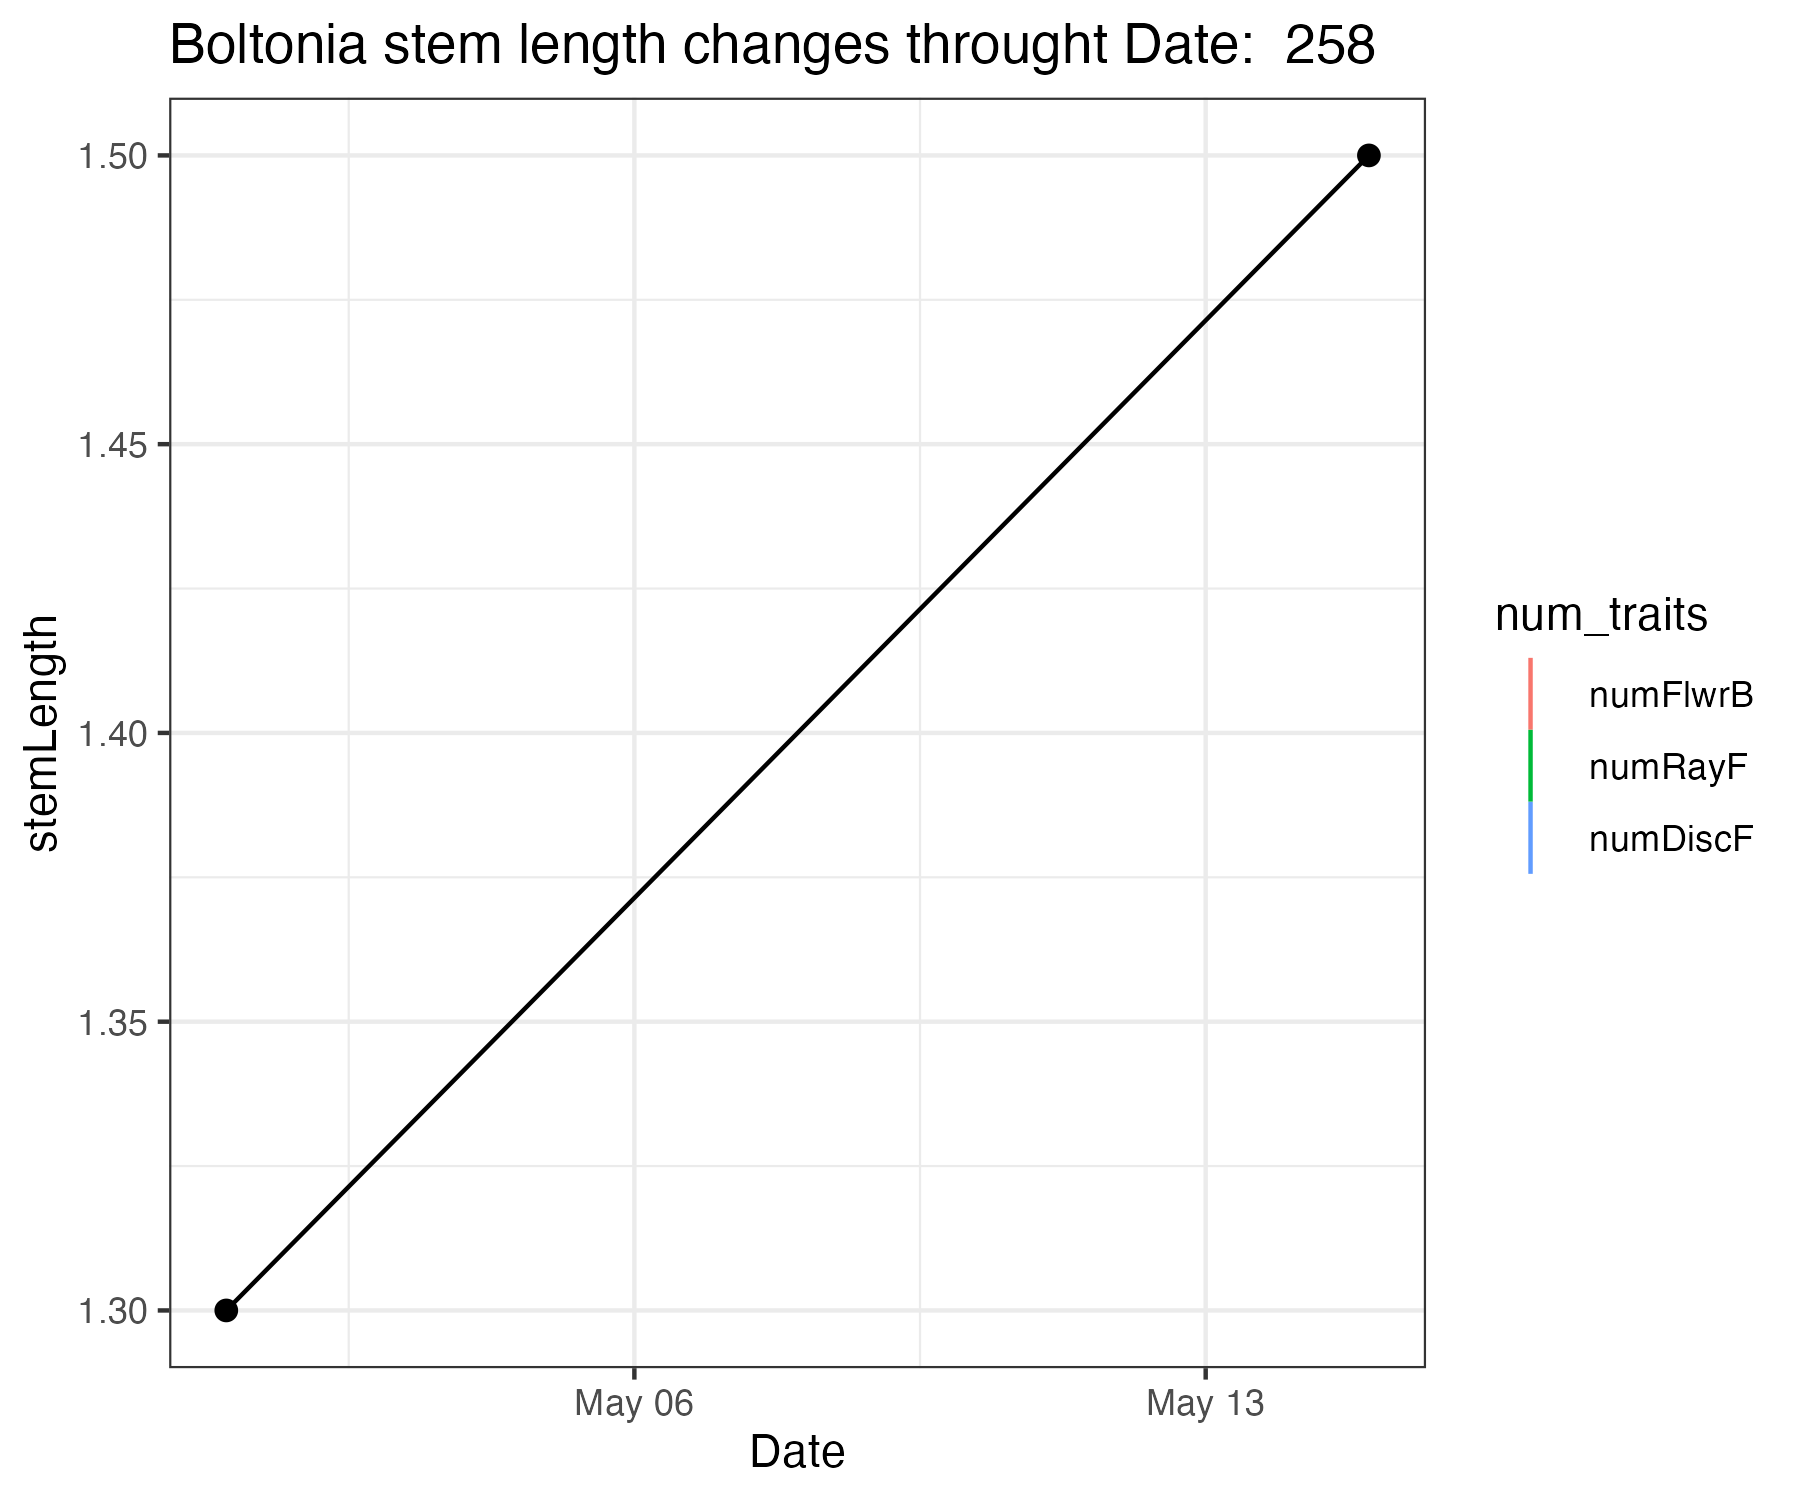 Boltonia stem length changes throught Date:  258
stemLength
1.50
1.45
1.40
1.35
1.30
May 06
May 13
Date
num_traits
numFlwrB
numRayF
numDiscF